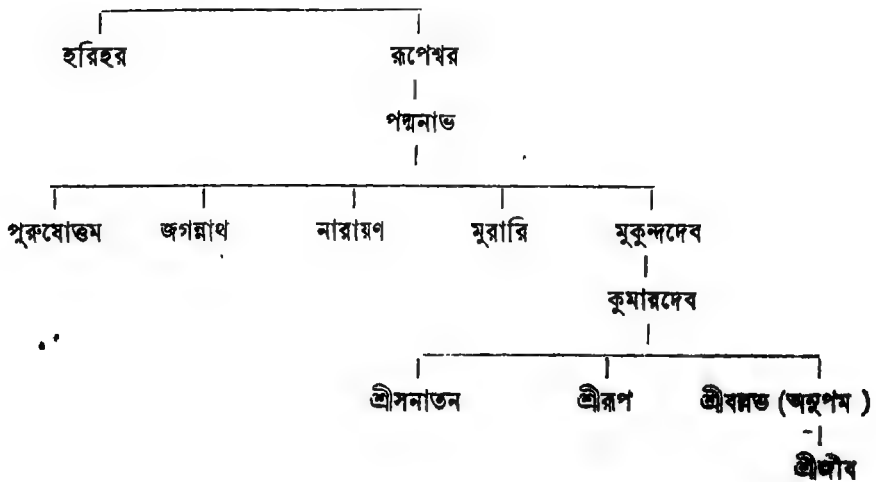 হরিহর রূপেশ্বর
পদ্মনাভ
পুরুষোত্তম জগন্নাথ নারায়ণ মুরারি মুকুন্দদেব
কুমারদেব
শ্রীসনাতন শ্রীরূপ শ্রীবল্লভ (অনুপম )
শ্রীজীব